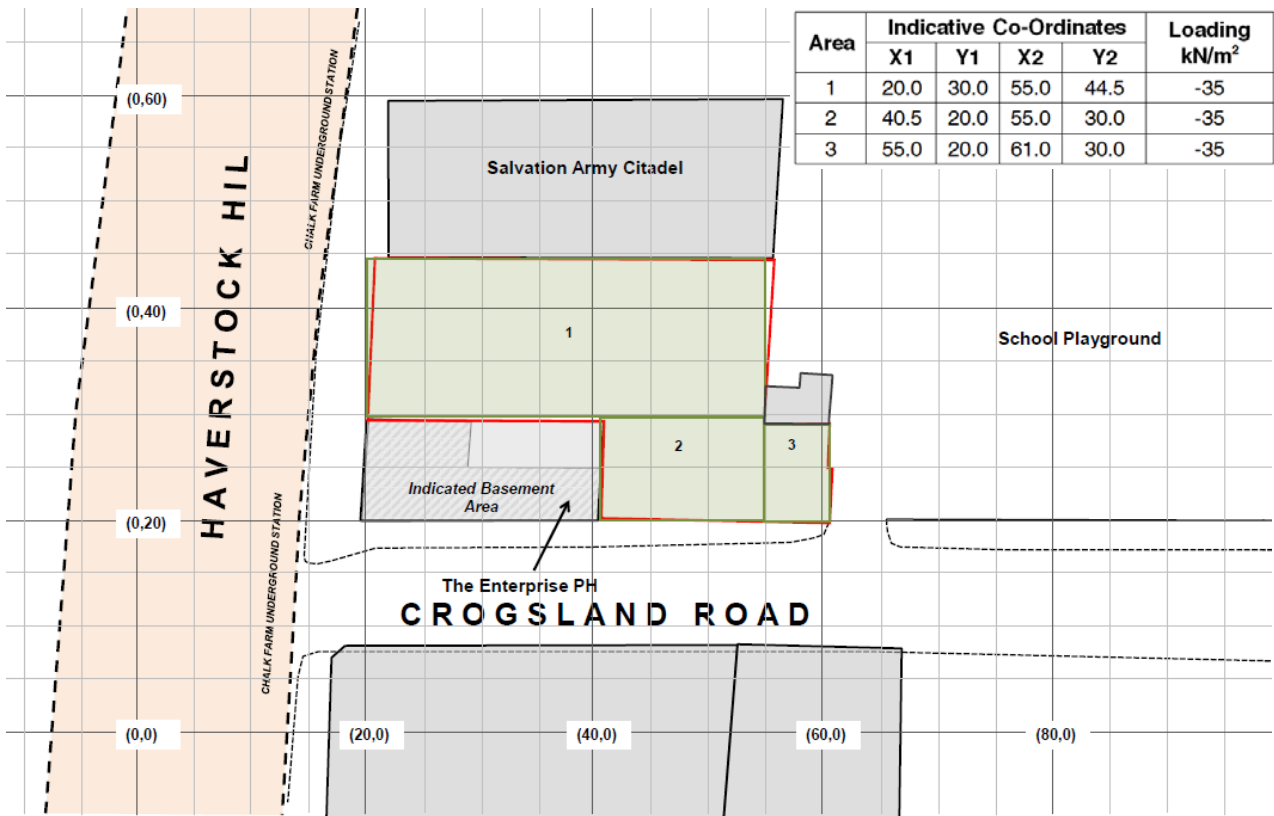 Area Indicative Co-Ordinates Loading kN/m²
X1 Y1 X2 Y2
1 20.0 30.0 55.0 44.5 -35
2 40.5 20.0 55.0 30.0 -35
3 55.0 20.0 61.0 30.0 -35
(0,60)
CHALK FARM UNDERGROUND STATION
Salvation Army Citadel
HAVERSTOCK HIL
(0,40)
1
School Playground
2
3
Indicated Basement
Area
(0,20)
CHALK FARM UNDERGROUND STATION
The Enterprise PH
CROGSLAND ROAD
(0,0)
(20,0)
(40,0)
(60,0)
(80,0)